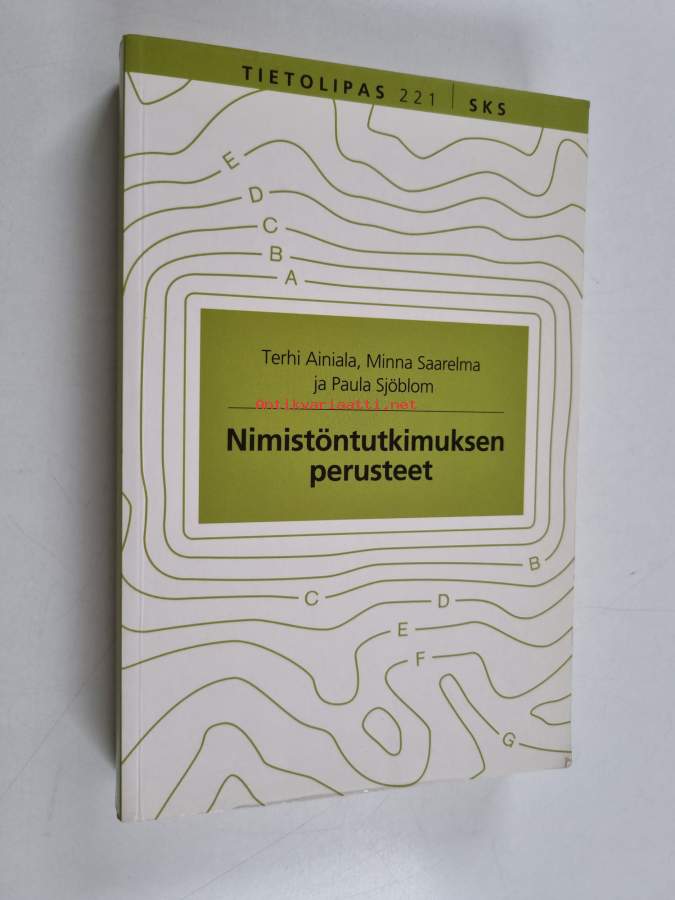 TIETOLIPAS 221 | SKS
E
D
C
B
A
Terhi Ainiala, Minna Saarelma
ja Paula Sjöblom
Antikvariaatti.net
Nimistöntutkimuksen
perusteet
B
C D
E
F
G